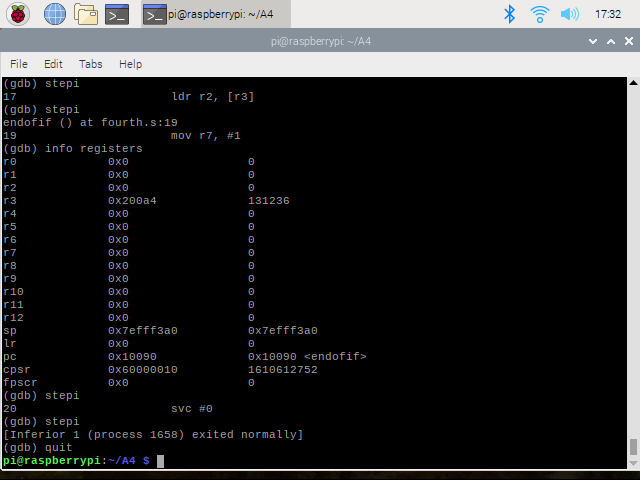 pi@raspberrypi: ~/A4
17:32
pi@raspberrypi: ~/A4
File Edit Tabs Help
(gdb) stepi
17 ldr r2, [r3]
(gdb) stepi
endofif () at fourth.s:19
19 mov r7, #1
(gdb) info registers
r0 0x0 0
r1 0x0 0
r2 0x0 0
r3 0x200a4 131236
r4 0x0 0
r5 0x0 0
r6 0x0 0
r7 0x0 0
r8 0x0 0
r9 0x0 0
r10 0x0 0
r11 0x0 0
r12 0x0 0
sp 0x7efff3a0 0x7efff3a0
lr 0x0 0
pc 0x10090 0x10090 <endofif>
cpsr 0x60000010 1610612752
fpscr 0x0 0
(gdb) stepi
20 svc #0
(gdb) stepi
[Inferior 1 (process 1658) exited normally]
(gdb) quit
pi@raspberrypi:~/A4 $